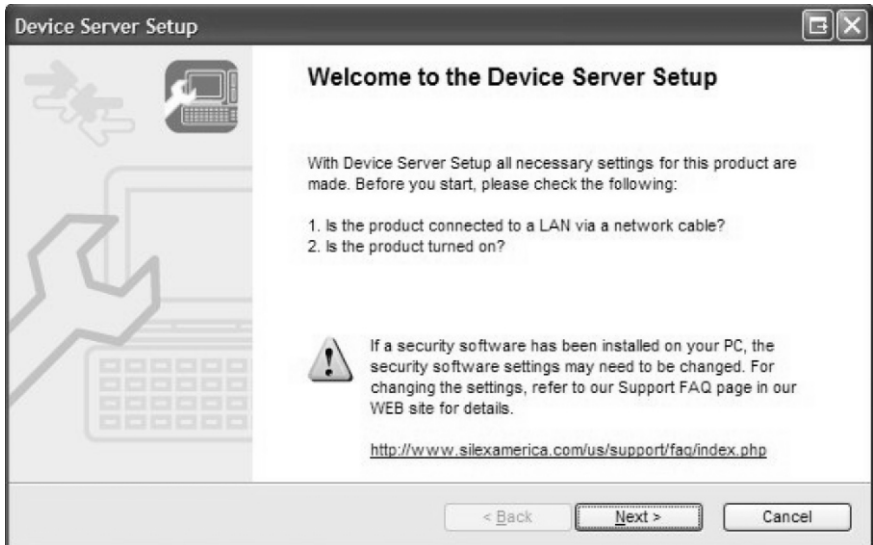 Device Server Setup
Welcome to the Device Server Setup
With Device Server Setup all necessary settings for this product are
made. Before you start, please check the following:
1. Is the product connected to a LAN via a network cable?
2. Is the product turned on?
If a security software has been installed on your PC, the
security software settings may need to be changed. For
changing the settings, refer to our Support FAQ page in our
WEB site for details.
http://www.silexamerica.com/us/support/faq/index.php
< Back Next > Cancel